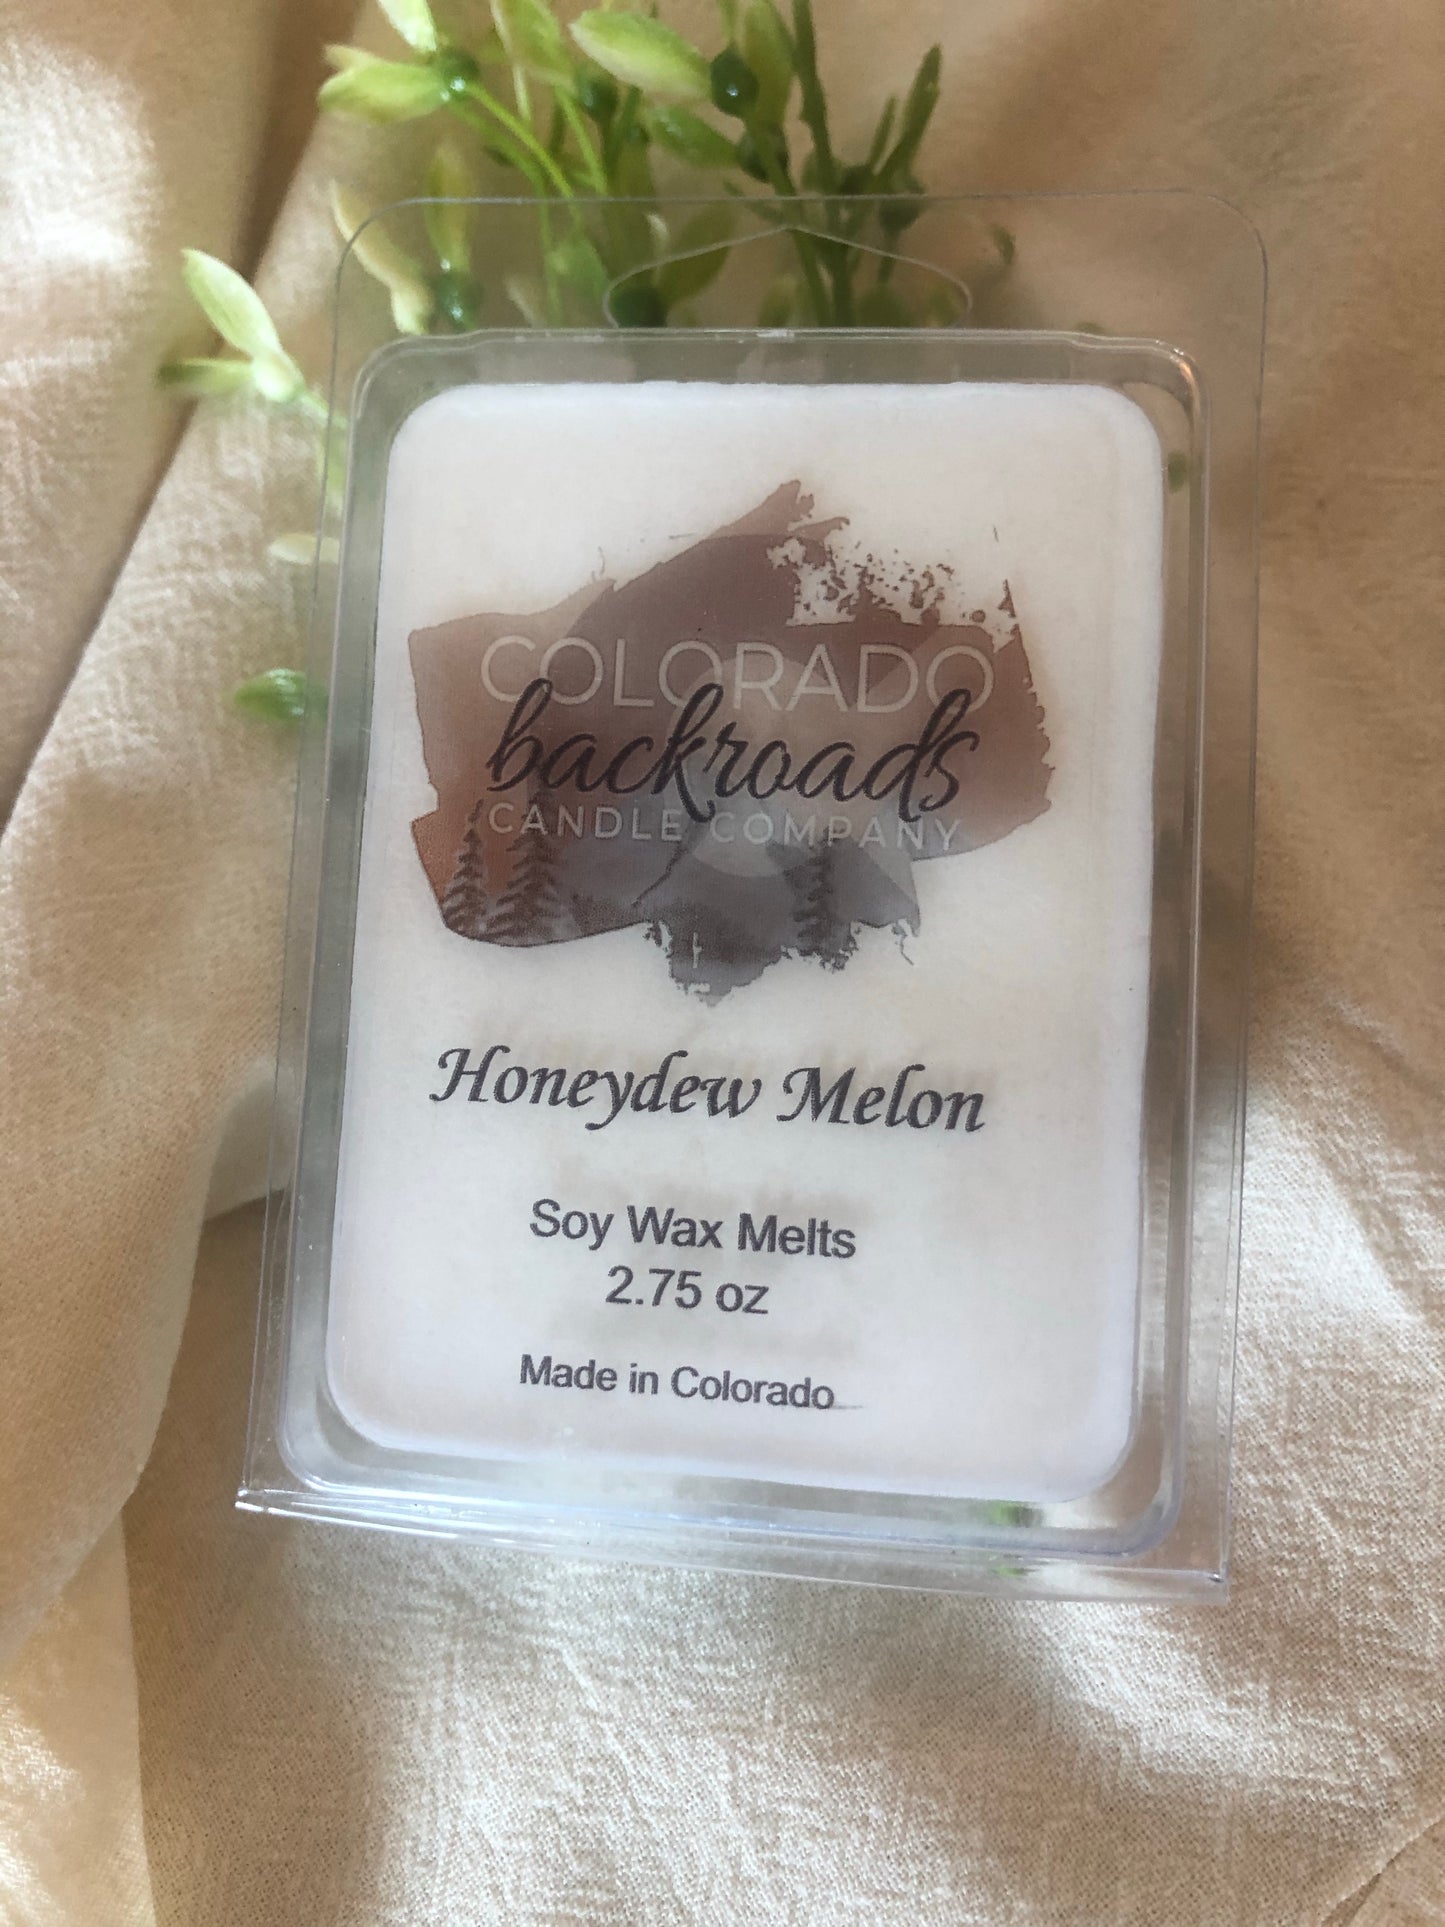 COLORADO
backroads
CANDLE COMPANY
Honeydew Melon
Soy Wax Melts
2.75 oz
Made in Colorado